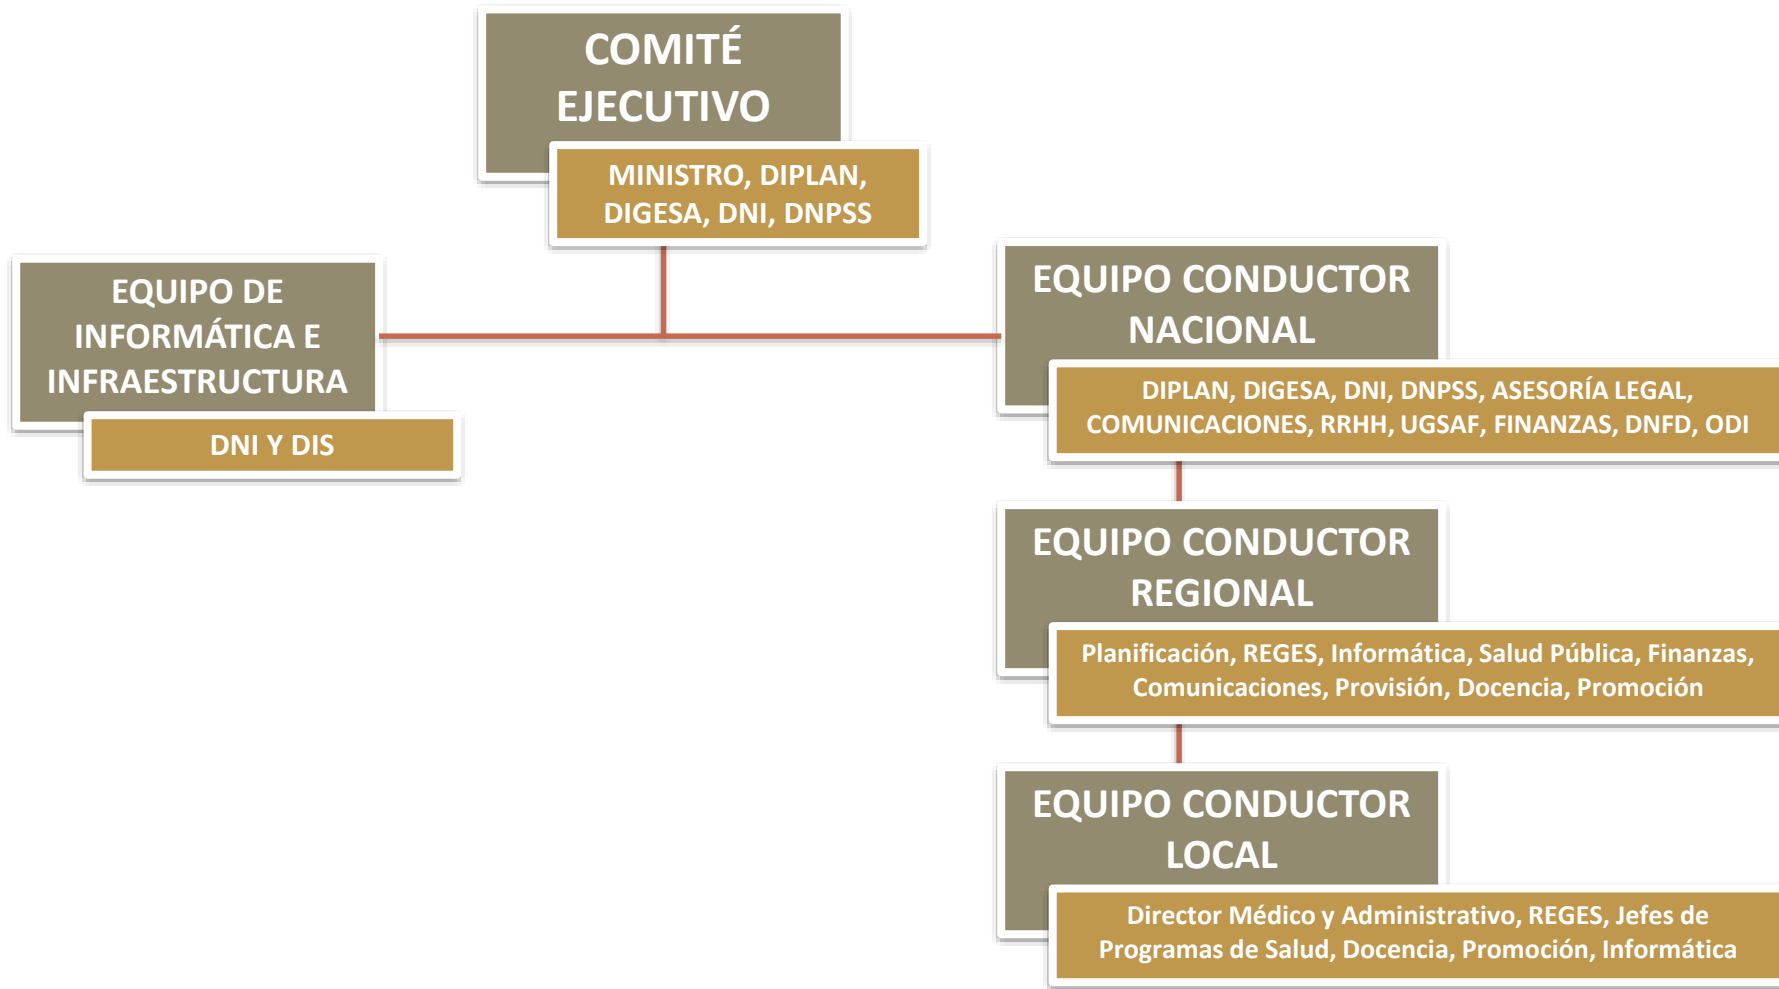 COMITÉ
EJECUTIVO
MINISTRO, DIPLAN,
DIGESA, DNI, DNPSS
EQUIPO DE
INFORMÁTICA E
INFRAESTRUCTURA
DNI Y DIS
EQUIPO CONDUCTOR
NACIONAL
DIPLAN, DIGESA, DNI, DNPSS, ASESORÍA LEGAL,
COMUNICACIONES, RRHH, UGSAF, FINANZAS, DNFD, ODI
EQUIPO CONDUCTOR
REGIONAL
Planificación, REGES, Informática, Salud Pública, Finanzas,
Comunicaciones, Provisión, Docencia, Promoción
EQUIPO CONDUCTOR
LOCAL
Director Médico y Administrativo, REGES, Jefes de
Programas de Salud, Docencia, Promoción, Informática